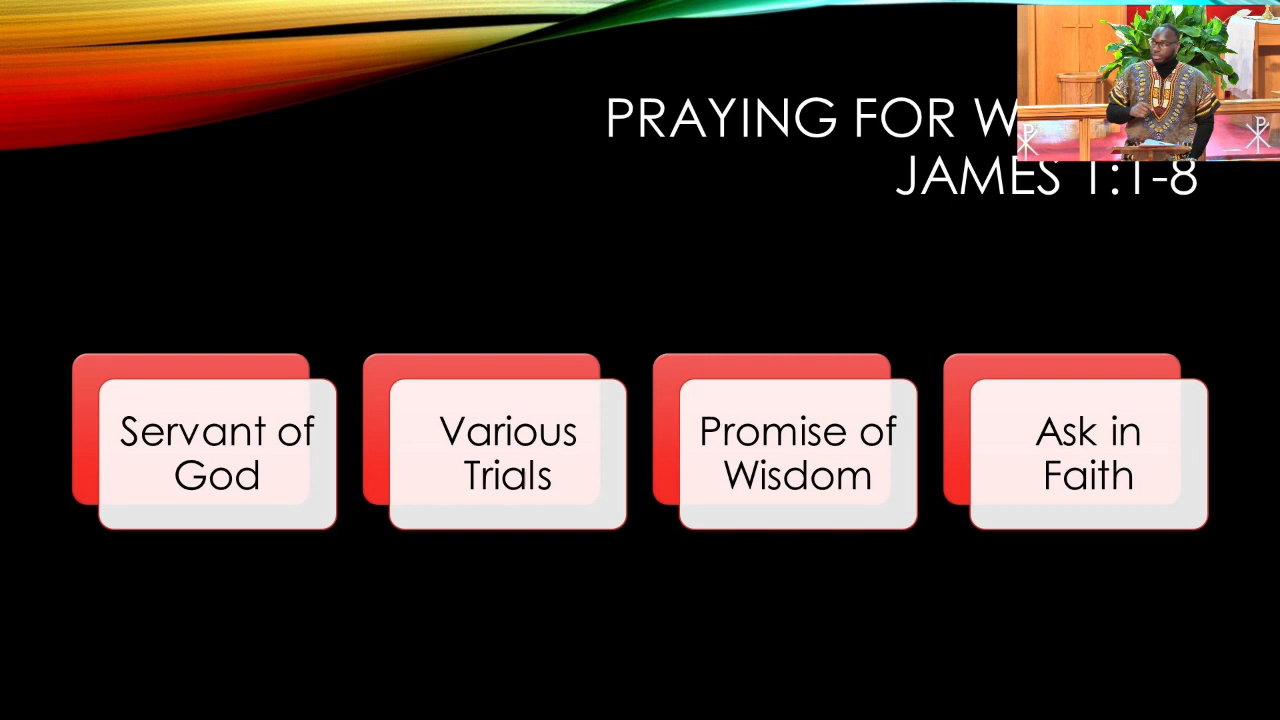 PRAYING FOR
JAMES 1:1-8
Servant of
God
Various
Trials
Promise of
Wisdom
Ask in
Faith